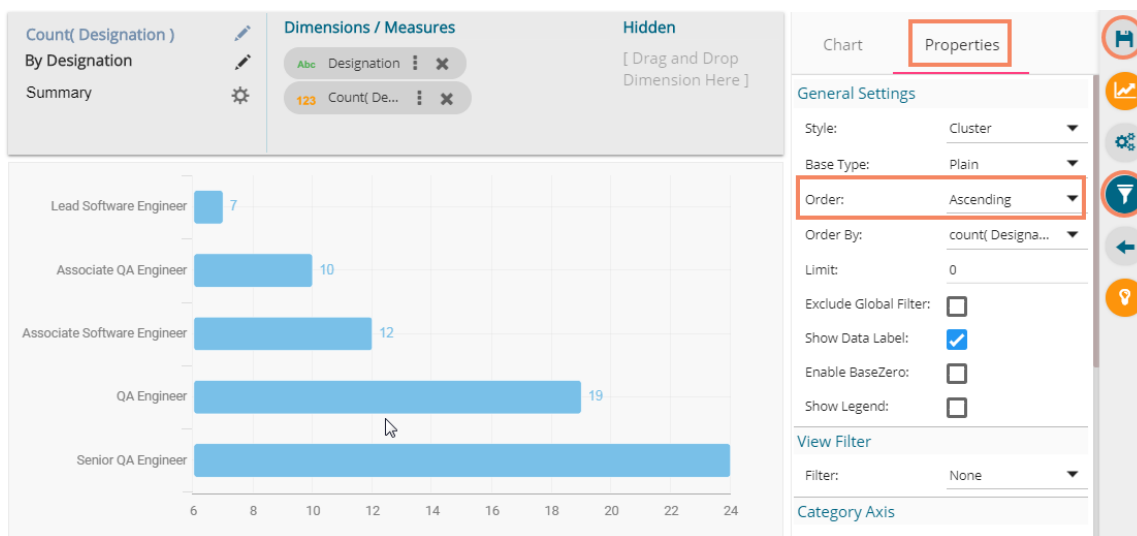 Count( Designation )
By Designation
Summary
Dimensions / Measures
Abc Designation
123 Count( De...
Hidden
[ Drag and Drop
Dimension Here ]
Lead Software Engineer 7
Associate QA Engineer 10
Associate Software Engineer 12
QA Engineer 19
Senior QA Engineer
6 8 10 12 14 16 18 20 22 24
Chart Properties
General Settings
Style: Cluster
Base Type: Plain
Order: Ascending
Order By: count( Designa...
Limit: 0
Exclude Global Filter:
Show Data Label:
Enable BaseZero:
Show Legend:
View Filter
Filter: None
Category Axis